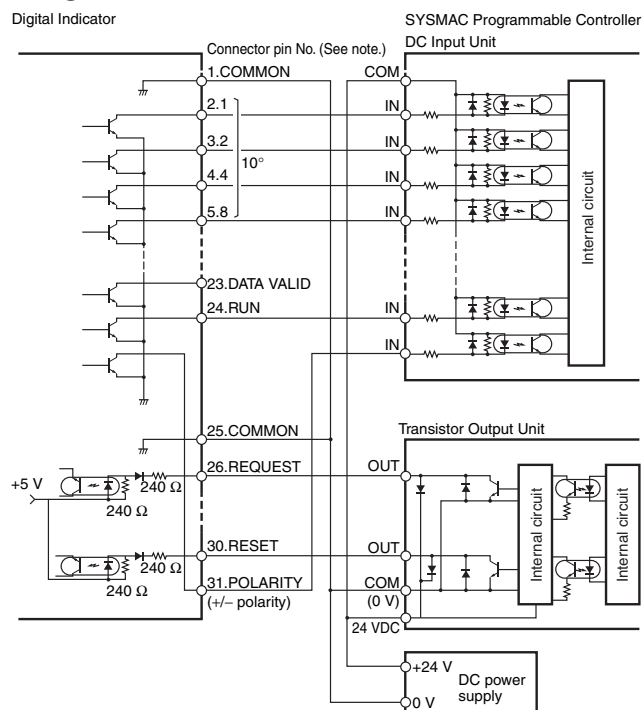 Digital Indicator
SYSMAC Programmable Controller
DC Input Unit
Connector pin No. (See note.)
1.COMMON
COM
2.1
IN
3.2
IN
10°
4.4
IN
5.8
IN
Internal circuit
23.DATA VALID
24.RUN
IN
IN
25.COMMON
Transistor Output Unit
26.REQUEST
OUT
+5 V
240 Ω
240 Ω
Internal circuit
Internal circuit
30.RESET
OUT
240 Ω
240 Ω
31.POLARITY
(+/– polarity)
COM
(0 V)
24 VDC
+24 V
DC power
supply
0 V